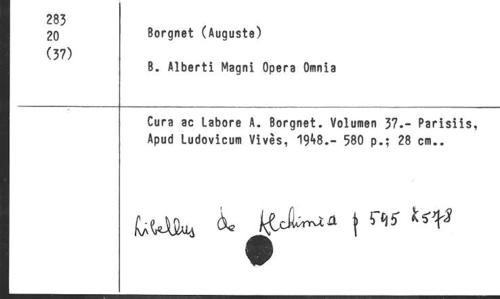 283
20
(37)
Borgnet (Auguste)
B. Alberti Magni Opera Omnia
Cura ac Labore A. Borgnet. Volumen 37.- Parisiis,
Apud Ludovicum Vivès, 1948.- 580 p.; 28 cm..
Libellus de Alchimia p 545 578